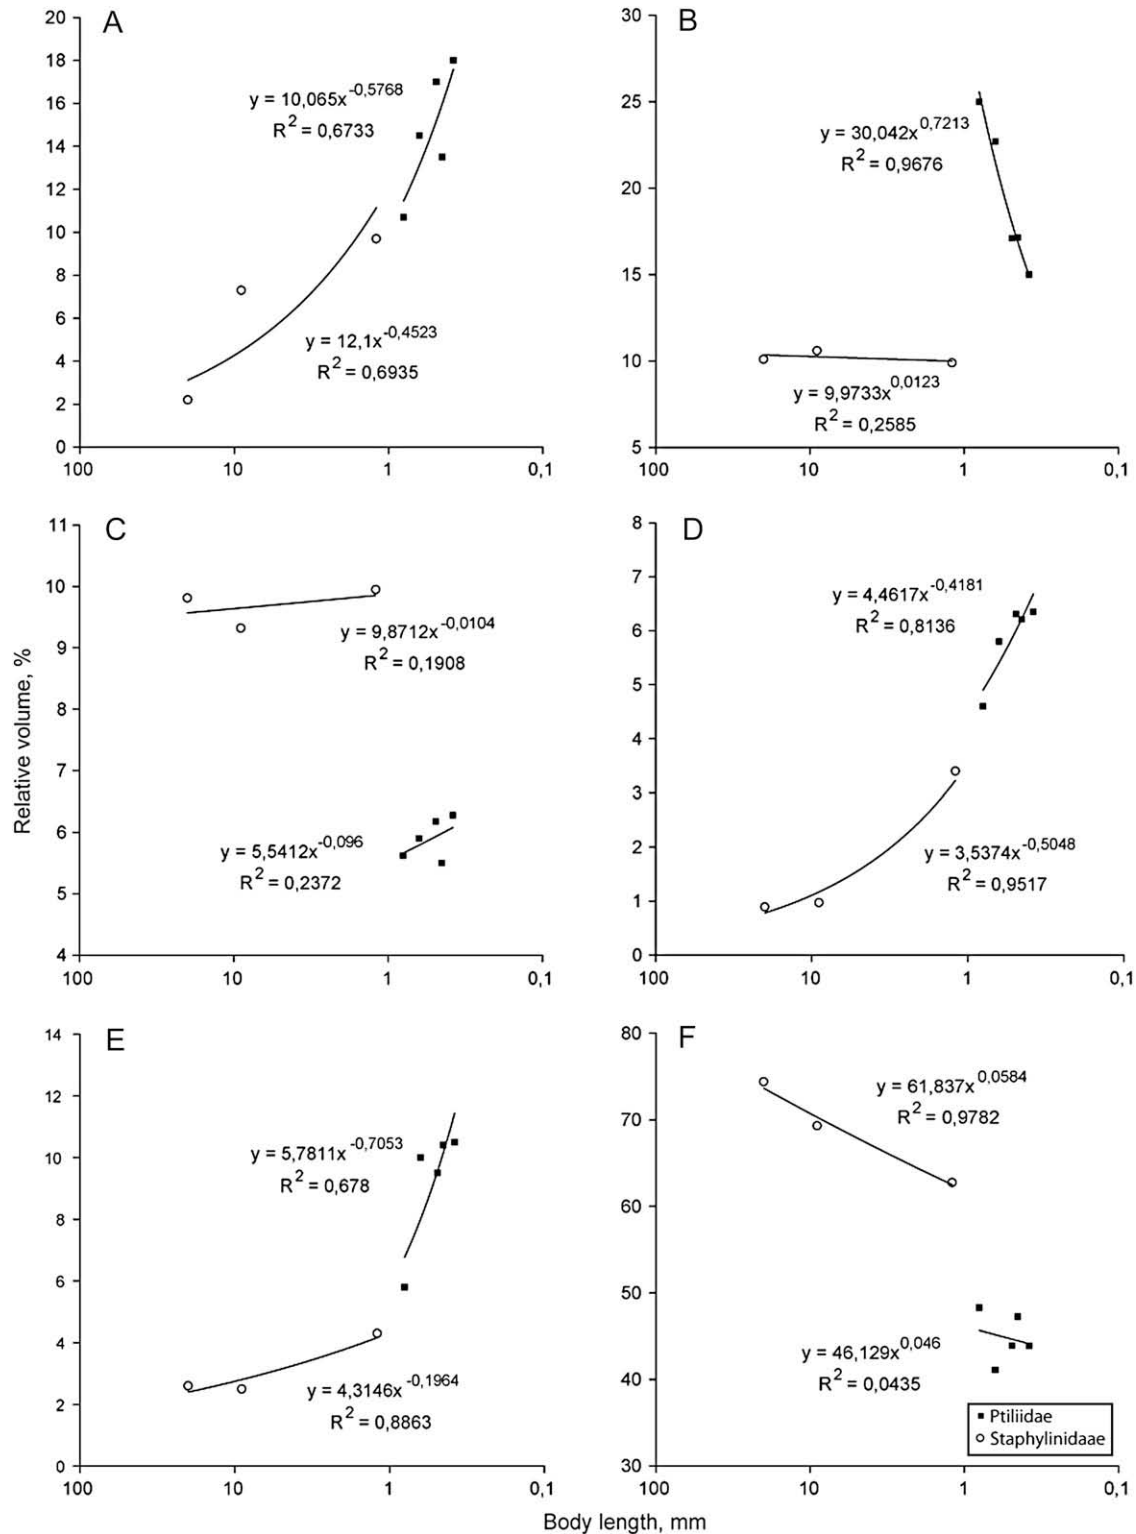 A
20
18
16
14
12
10
8
6
4
2
0
100 10 1 0,1
y = 10,065x^-0,5768
R^2 = 0,6733
y = 12,1x^-0,4523
R^2 = 0,6935
B
30
25
20
15
10
5
100 10 1 0,1
y = 30,042x^0,7213
R^2 = 0,9676
y = 9,9733x^0,0123
R^2 = 0,2585
Relative volume, %
C
11
10
9
8
7
6
5
4
100 10 1 0,1
y = 9,8712x^-0,0104
R^2 = 0,1908
y = 5,5412x^-0,096
R^2 = 0,2372
D
8
7
6
5
4
3
2
1
0
100 10 1 0,1
y = 4,4617x^-0,4181
R^2 = 0,8136
y = 3,5374x^-0,5048
R^2 = 0,9517
E
14
12
10
8
6
4
2
0
100 10 1 0,1
y = 5,7811x^-0,7053
R^2 = 0,678
y = 4,3146x^-0,1964
R^2 = 0,8863
F
80
70
60
50
40
30
100 10 1 0,1
y = 61,837x^0,0584
R^2 = 0,9782
y = 46,129x^0,046
R^2 = 0,0435
Ptiliidae
Staphylinidaae
Body length, mm